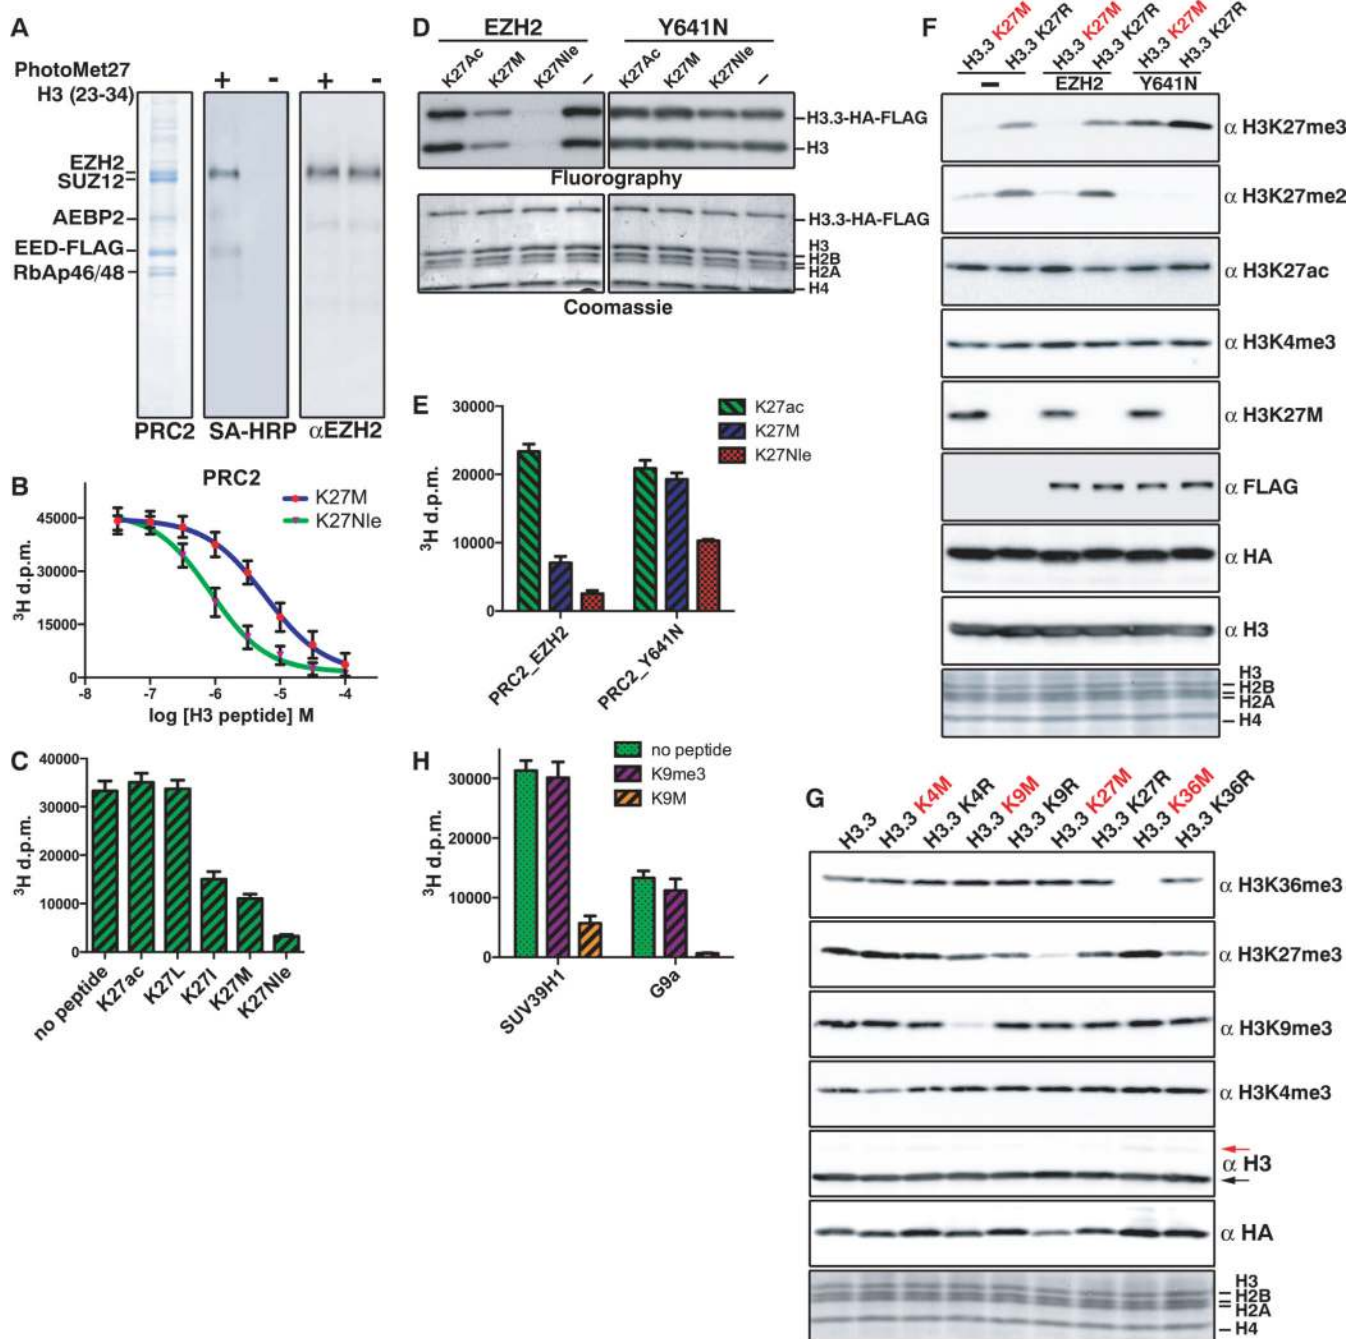 A
PhotoMet27
H3 (23-34)
+ - + -
EZH2
SUZ12
AEBP2
EED-FLAG
RbAp46/48
PRC2 SA-HRP αEZH2
B
PRC2
K27M
K27Nle
³H d.p.m.
45000
30000
15000
0
-8 -7 -6 -5 -4
log [H3 peptide] M
C
³H d.p.m.
40000
30000
20000
10000
0
no peptide K27ac K27L K27I K27M K27Nle
D
EZH2 Y641N
K27Ac K27M K27Nle – K27Ac K27M K27Nle –
H3.3-HA-FLAG
H3
Fluorography
H3.3-HA-FLAG
H3
H2B
H2A
H4
Coomassie
E
³H d.p.m.
30000
20000
10000
0
K27ac
K27M
K27Nle
PRC2_EZH2 PRC2_Y641N
H
³H d.p.m.
30000
20000
10000
0
no peptide
K9me3
K9M
SUV39H1 G9a
F
H3.3 K27M H3.3 K27R H3.3 K27M H3.3 K27R H3.3 K27M H3.3 K27R
– EZH2 Y641N
α H3K27me3
α H3K27me2
α H3K27ac
α H3K4me3
α H3K27M
α FLAG
α HA
α H3
H3
H2B
H2A
H4
G
H3.3 H3.3 K4M H3.3 K4R H3.3 K9M H3.3 K9R H3.3 K27M H3.3 K27R H3.3 K36M H3.3 K36R
α H3K36me3
α H3K27me3
α H3K9me3
α H3K4me3
α H3
α HA
H3
H2B
H2A
H4